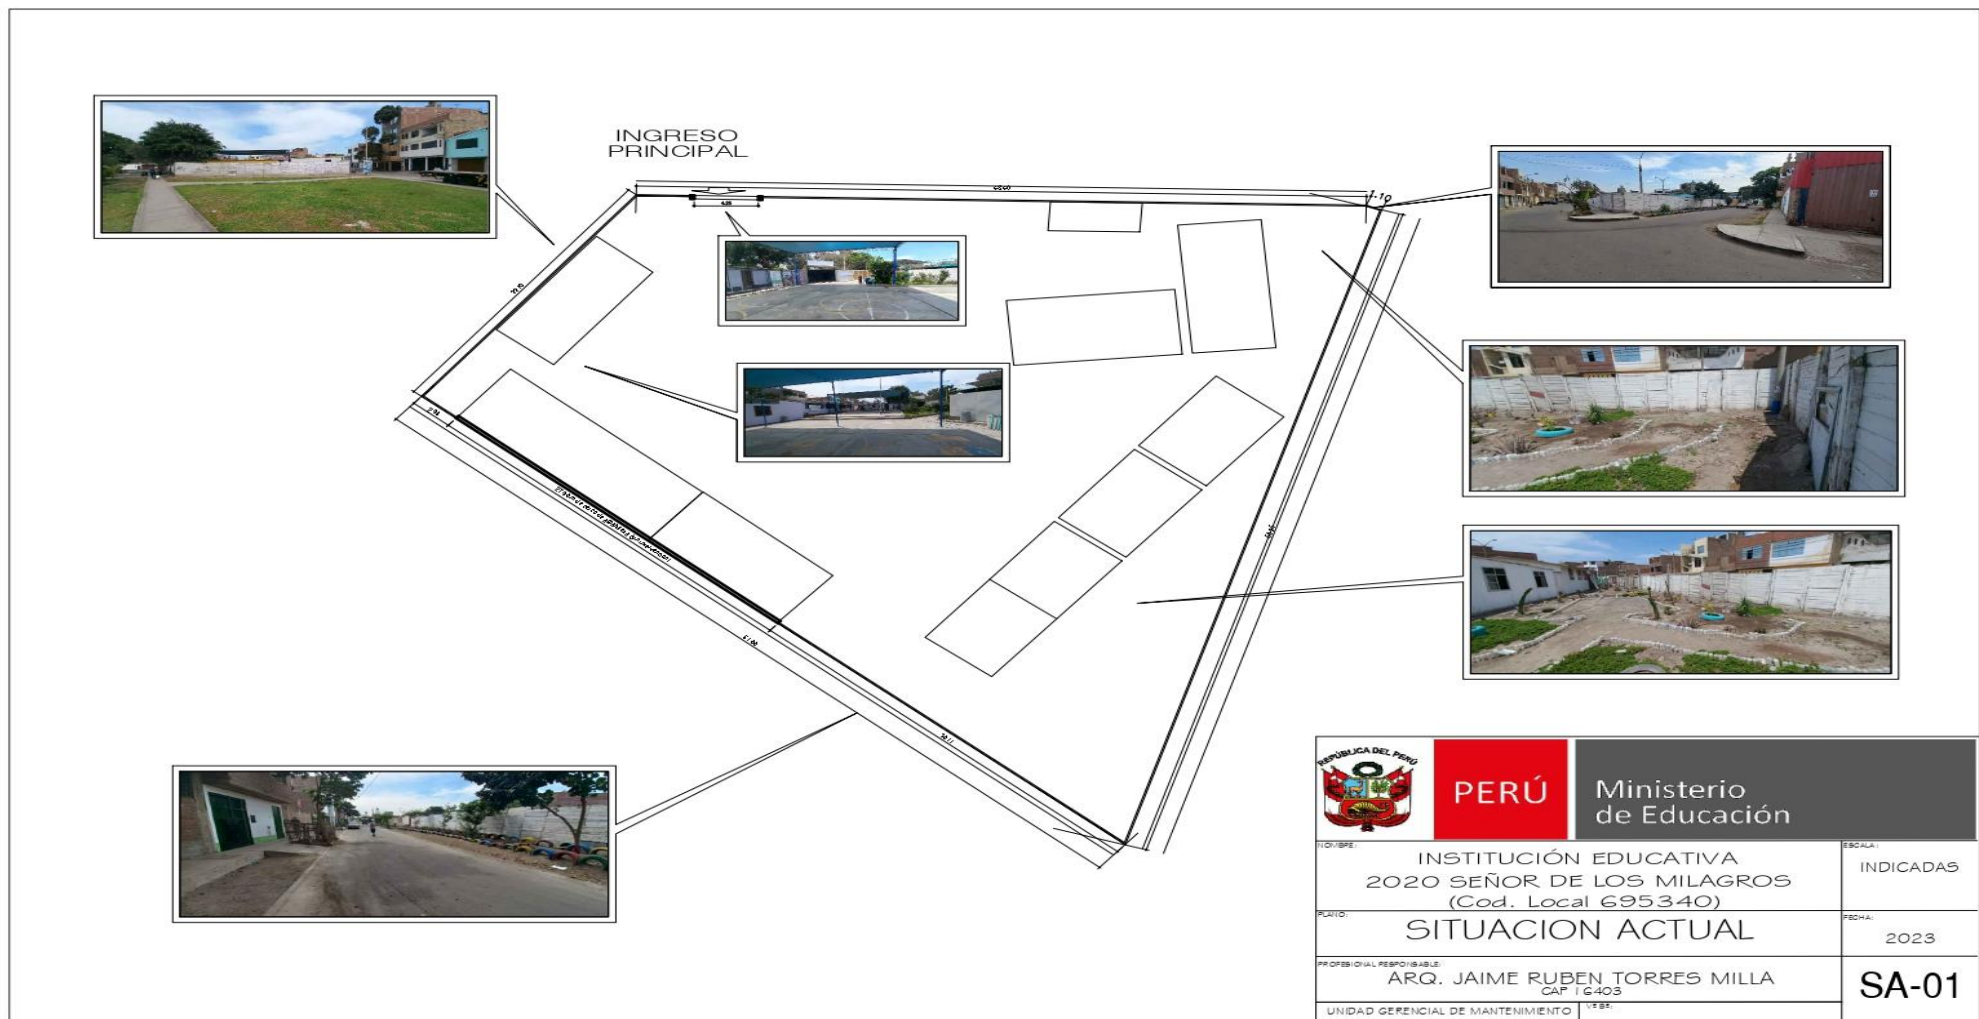 INGRESO
PRINCIPAL
1.10
REPÚBLICA DEL PERÚ
PERÚ
Ministerio
de Educación
NOMBRE:
INSTITUCIÓN EDUCATIVA
2020 SEÑOR DE LOS MILAGROS
(Cod. Local 695340)
ESCALA:
INDICADAS
PLANO:
SITUACION ACTUAL
FECHA:
2023
PROFESIONAL RESPONSABLE:
ARQ. JAIME RUBEN TORRES MILLA
CAP 16403
SA-01
UNIDAD GERENCIAL DE MANTENIMIENTO